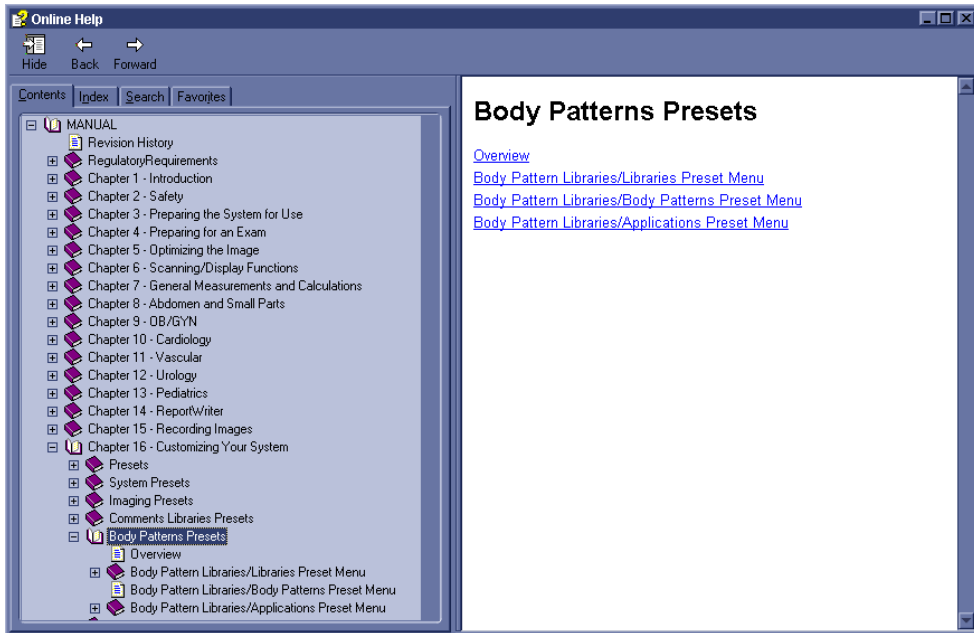 Online Help
Hide Back Forward
Contents Index Search Favorites
MANUAL
Revision History
RegulatoryRequirements
Chapter 1 - Introduction
Chapter 2 - Safety
Chapter 3 - Preparing the System for Use
Chapter 4 - Preparing for an Exam
Chapter 5 - Optimizing the Image
Chapter 6 - Scanning/Display Functions
Chapter 7 - General Measurements and Calculations
Chapter 8 - Abdomen and Small Parts
Chapter 9 - OB/GYN
Chapter 10 - Cardiology
Chapter 11 - Vascular
Chapter 12 - Urology
Chapter 13 - Pediatrics
Chapter 14 - ReportWriter
Chapter 15 - Recording Images
Chapter 16 - Customizing Your System
Presets
System Presets
Imaging Presets
Comments Libraries Presets
Body Patterns Presets
Overview
Body Pattern Libraries/Libraries Preset Menu
Body Pattern Libraries/Body Patterns Preset Menu
Body Pattern Libraries/Applications Preset Menu
Body Patterns Presets
Overview
Body Pattern Libraries/Libraries Preset Menu
Body Pattern Libraries/Body Patterns Preset Menu
Body Pattern Libraries/Applications Preset Menu